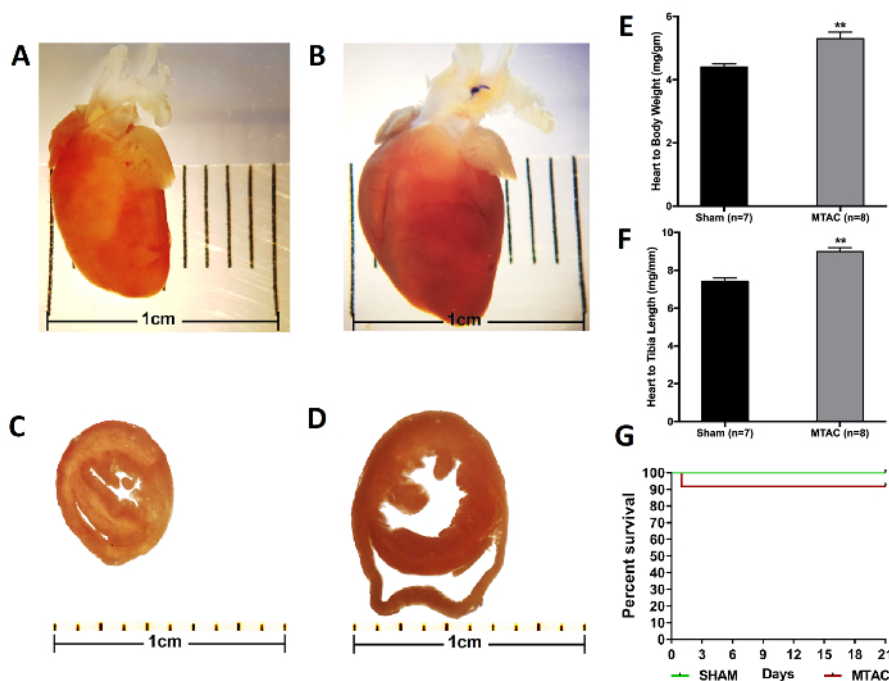 A
1cm
B
1cm
C
1cm
D
1cm
E
Heart to Body Weight (mg/gm)
6
4
2
0
**
Sham (n=7)
MTAC (n=8)
F
Heart to Tibia Length (mg/mm)
10
8
6
4
2
0
**
Sham (n=7)
MTAC (n=8)
G
Percent survival
100
90
80
70
60
50
40
30
20
10
0
0 3 6 9 12 15 18 21
SHAM Days MTAC